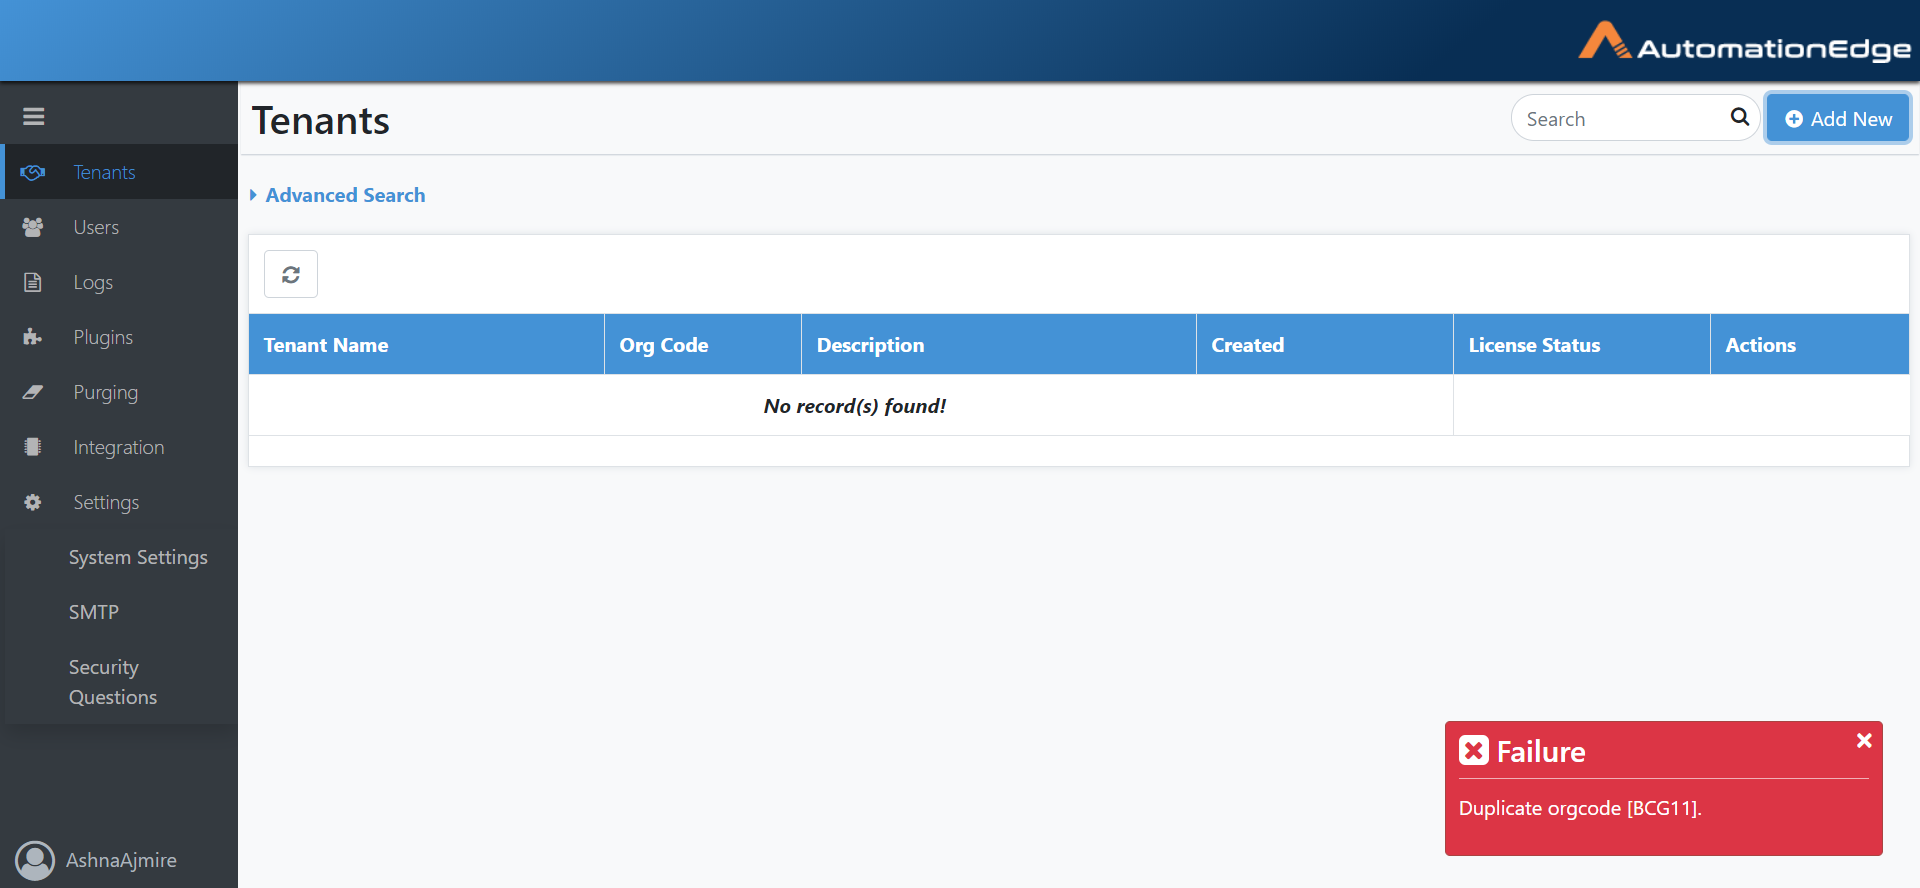 AutomationEdge
Tenants
Search
Add New
Tenants
Users
Logs
Plugins
Purging
Integration
Settings
System Settings
SMTP
Security
Questions
AshnaAjmire
Advanced Search
Tenant Name Org Code Description Created License Status Actions
No record(s) found!
Failure
Duplicate orgcode [BCG11].